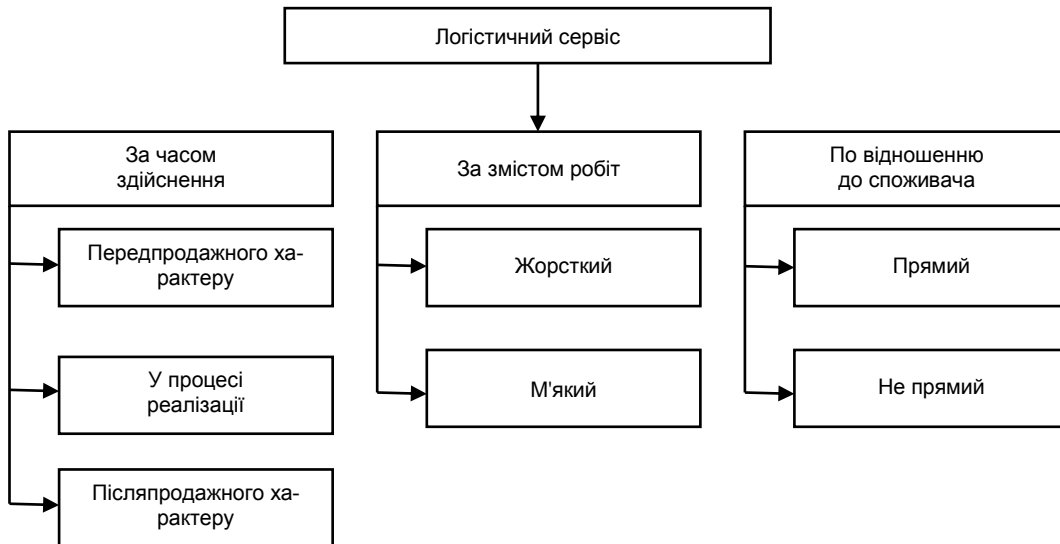 Логістичний сервіс
За часом
здійснення
За змістом робіт
По відношенню
до споживача
Передпродажного ха-
рактеру
Жорсткий
Прямий
У процесі
реалізації
М'який
Не прямий
Післяпродажного ха-
рактеру